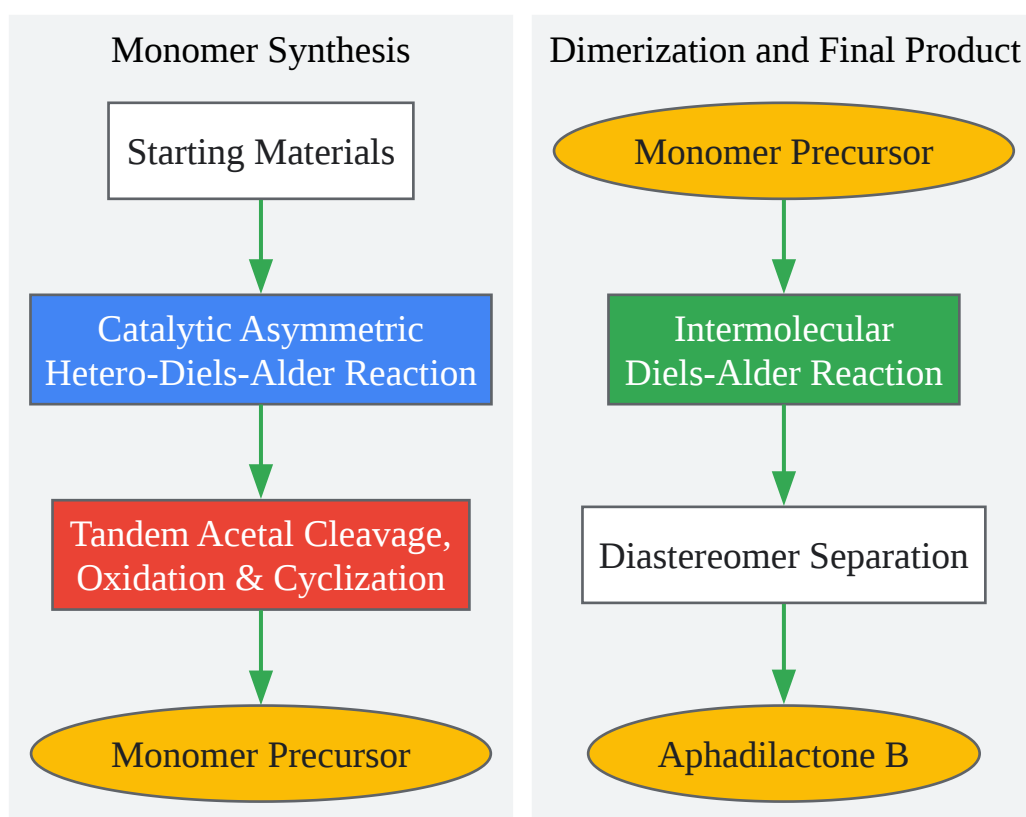 Monomer Synthesis
Starting Materials
Catalytic Asymmetric
Hetero-Diels-Alder Reaction
Tandem Acetal Cleavage,
Oxidation & Cyclization
Monomer Precursor
Dimerization and Final Product
Monomer Precursor
Intermolecular
Diels-Alder Reaction
Diastereomer Separation
Aphadilactone B